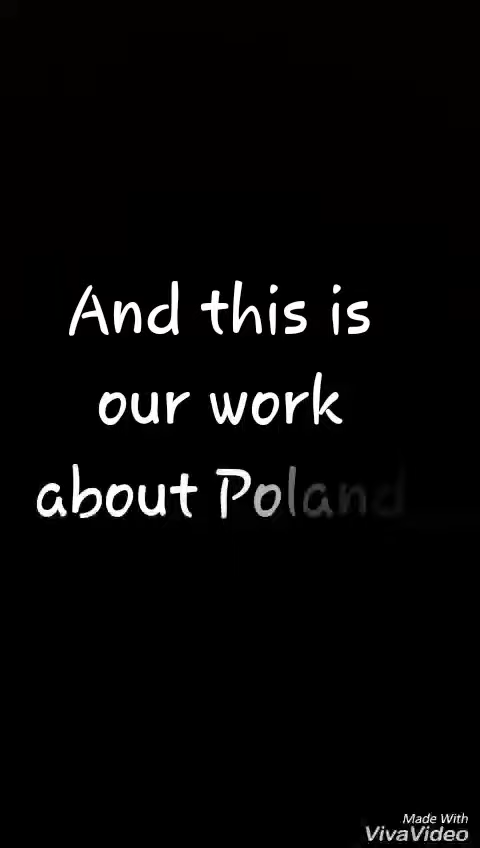 And this is
our work
about Poland
Made With
VivaVideo